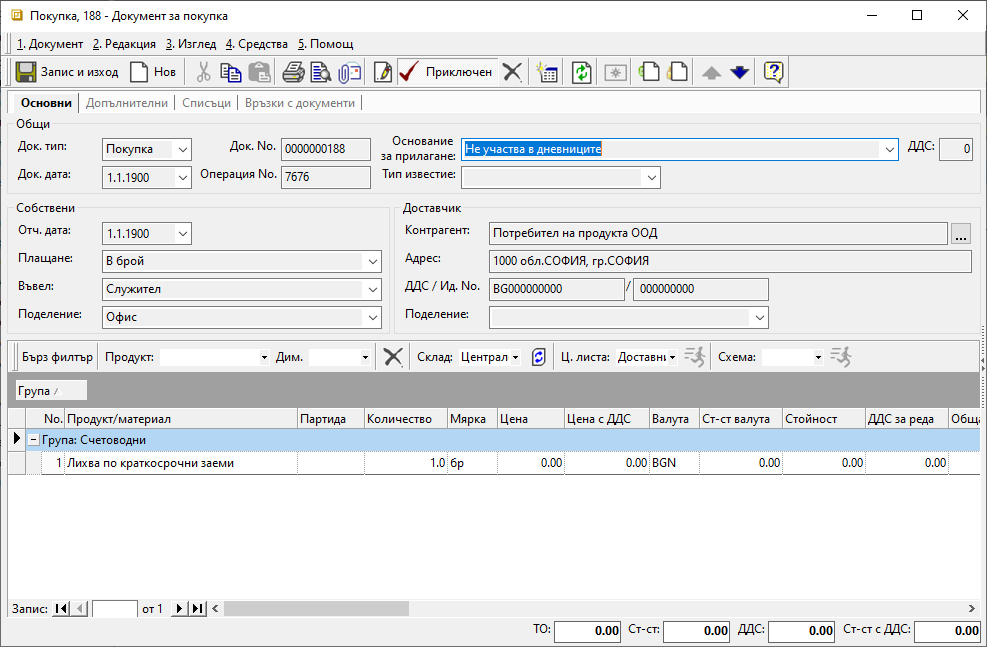 Покупка, 188 - Документ за покупка
1. Документ 2. Редакция 3. Изглед 4. Средства 5. Помощ
Запис и изход Нов Приключен
Основни Допълнителни Списъци Връзки с документи
Общи
Док. тип: Покупка Док. No. 0000000188 Основание за прилагане: Не участва в дневниците ДДС: 0
Док. дата: 1.1.1900 Операция No. 7676 Тип известие:
Собствени
Отч. дата: 1.1.1900
Плащане: В брой
Въвел: Служител
Поделение: Офис
Доставчик
Контрагент: Потребител на продукта ООД ...
Адрес: 1000 обл.СОФИЯ, гр.СОФИЯ
ДДС / Ид. No. BG000000000 / 000000000
Поделение:
Бърз филтър Продукт: Дим. Склад: Централ Ц. листа: Доставни Схема:
Група
No. Продукт/материал Партида Количество Мярка Цена Цена с ДДС Валута Ст-ст валута Стойност ДДС за реда Обща
Група: Счетоводни
1 Лихва по краткосрочни заеми 1.0 бр 0.00 0.00 BGN 0.00 0.00 0.00
Запис: от 1
ТО: 0.00 Ст-ст: 0.00 ДДС: 0.00 Ст-ст с ДДС: 0.00